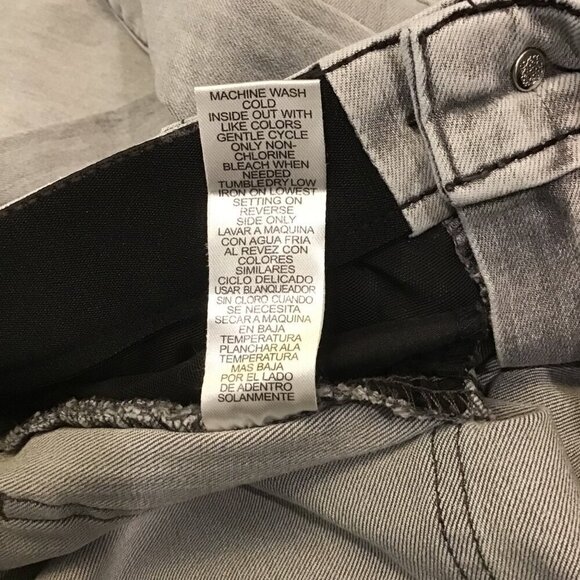 MACHINE WASH
COLD
INSIDE OUT WITH
LIKE COLORS
GENTLE CYCLE
ONLY NON-
CHLORINE
BLEACH WHEN
NEEDED
TUMBLEDRY LOW
IRON ON LOWEST
SETTING ON
REVERSE
SIDE ONLY
LAVAR A MAQUINA
CON AGUA FRIA
AL REVEZ CON
COLORES
SIMILARES
CICLO DELICADO
USAR BLANQUEADOR
SIN CLORO CUANDO
SE NECESITA
SECAR A MAQUINA
EN BAJA
TEMPERATURA
PLANCHAR ALA
TEMPERATURA
MAS BAJA
POR EL LADO
DE ADENTRO
SOLANMENTE